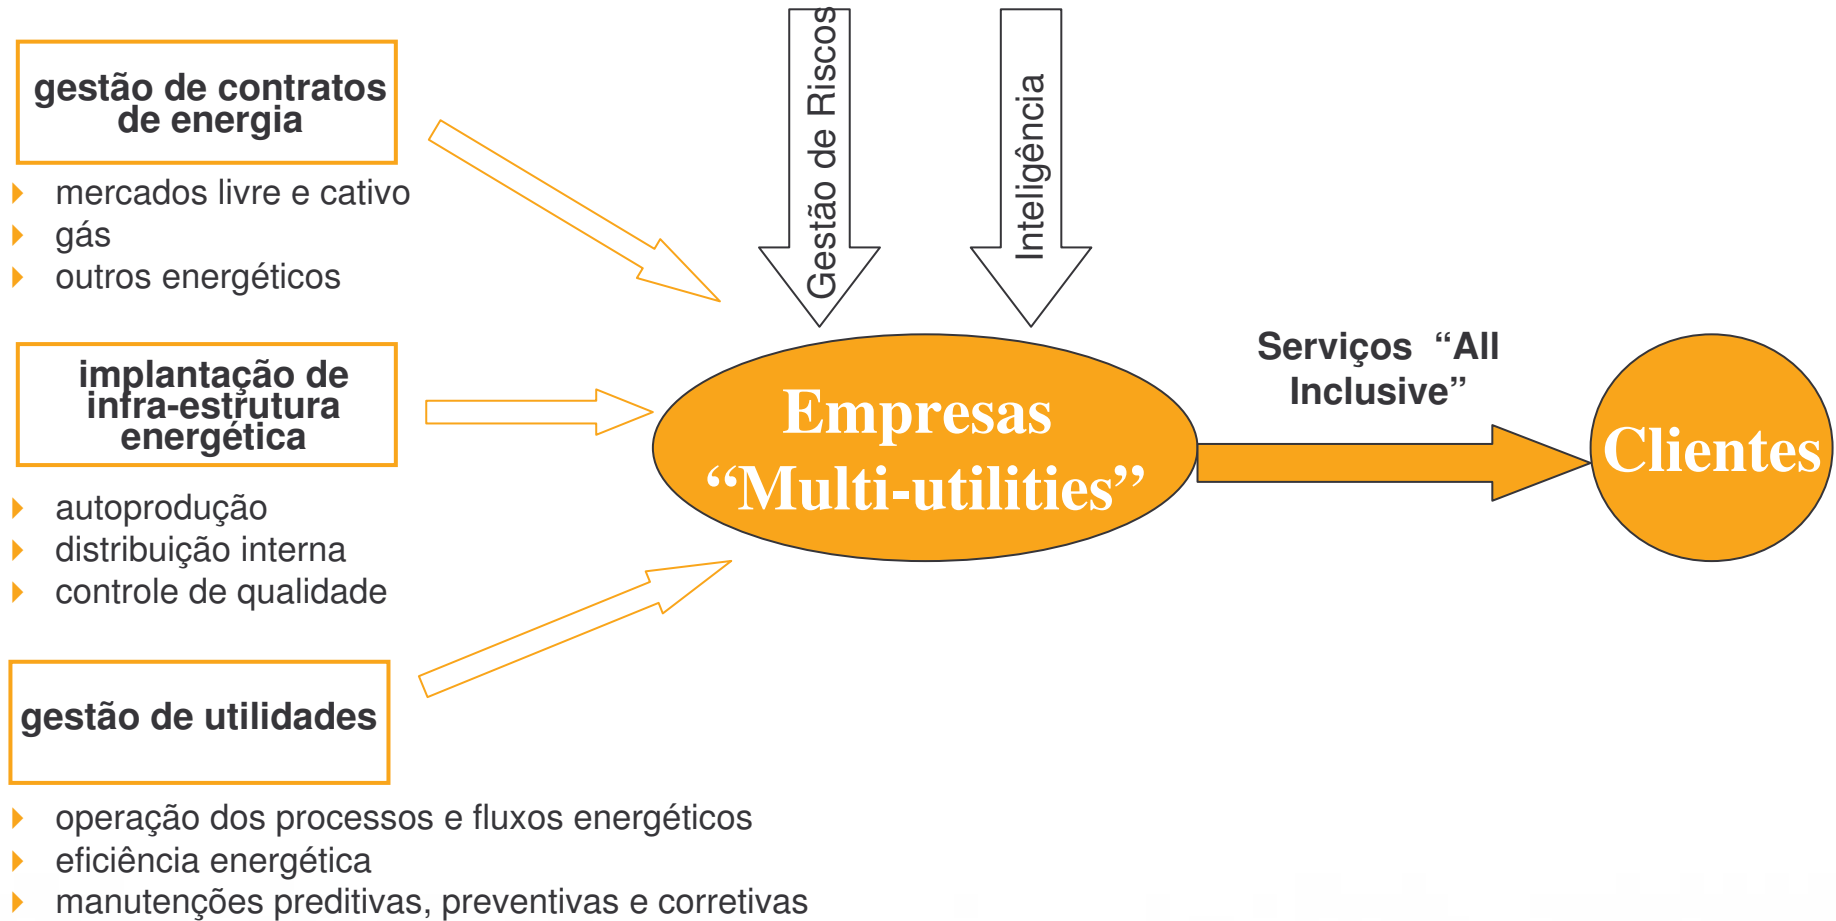 gestão de contratos
de energia
mercados livre e cativo
gás
outros energéticos
implantação de
infra-estrutura
energética
autoprodução
distribuição interna
controle de qualidade
gestão de utilidades
operação dos processos e fluxos energéticos
eficiência energética
manutenções preditivas, preventivas e corretivas
Gestão de Riscos
Inteligência
Empresas
“Multi-utilities”
Serviços “All
Inclusive”
Clientes